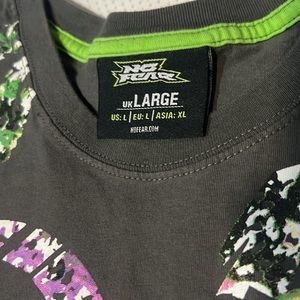 NO
FEAR
UK LARGE
US: L | EU: L | ASIA: XL
NOFEAR.COM